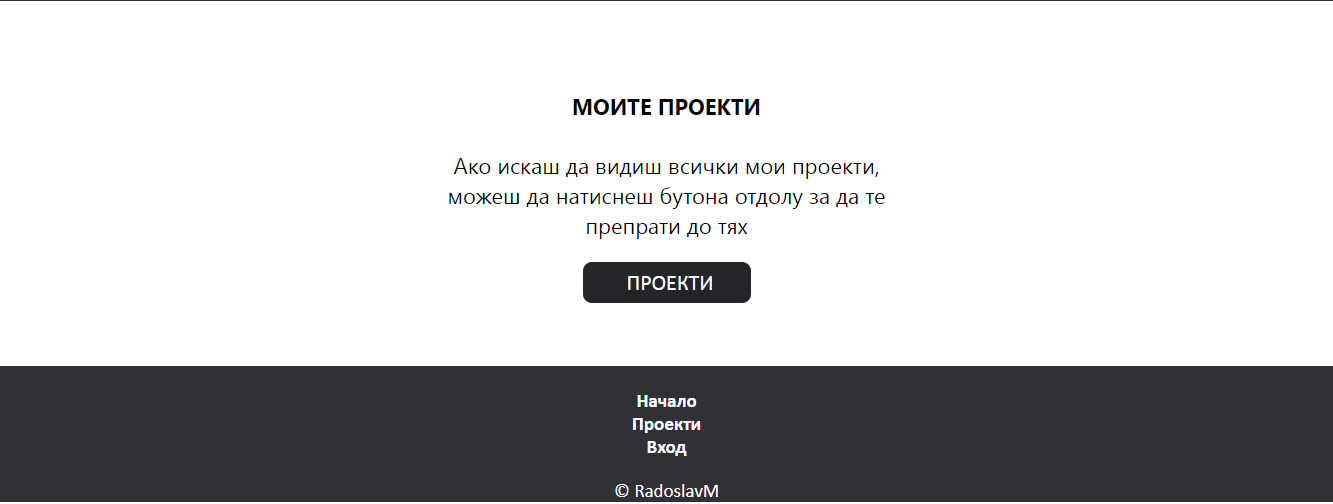 МОИТЕ ПРОЕКТИ
Ако искаш да видиш всички мои проекти,
можеш да натиснеш бутона отдолу за да те
препрати до тях
ПРОЕКТИ
Начало
Проекти
Вход
© RadoslavM